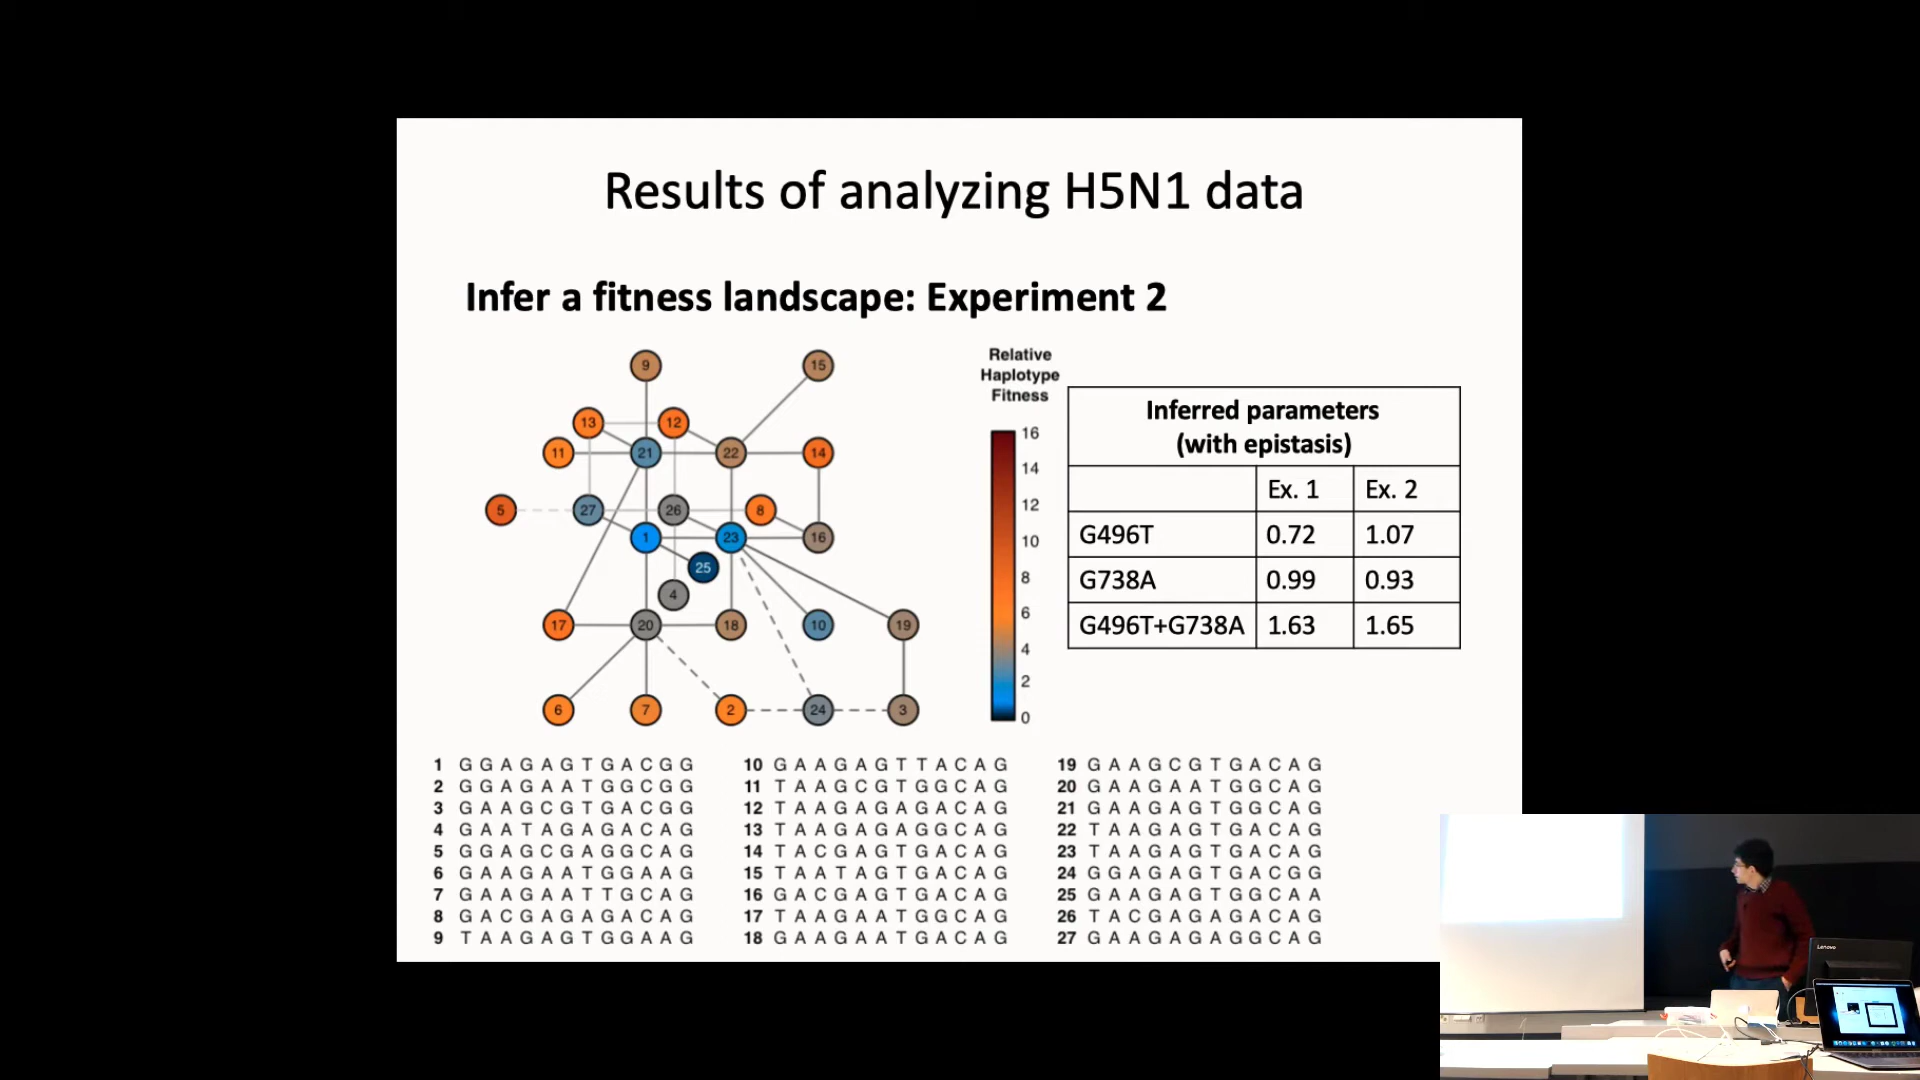 Results of analyzing H5N1 data
Infer a fitness landscape: Experiment 2
9
15
13
12
11
21
22
14
5
27
26
8
1
23
16
25
4
17
20
18
10
19
6
7
2
24
3
Relative
Haplotype
Fitness
16
14
12
10
8
6
4
2
0
Inferred parameters
(with epistasis)
Ex. 1 Ex. 2
G496T 0.72 1.07
G738A 0.99 0.93
G496T+G738A 1.63 1.65
1 G G A G A G T G A C G G
2 G G A G A A T G G C G G
3 G A A G C G T G A C G G
4 G A A T A G A G A C A G
5 G G A G C G A G G C A G
6 G A A G A A T G G A A G
7 G A A G A A T T G C A G
8 G A C G A G A G A C A G
9 T A A G A G T G G A A G
10 G A A G A G T T A C A G
11 T A A G C G T G G C A G
12 T A A G A G A G A C A G
13 T A A G A G A G G C A G
14 T A C G A G T G A C A G
15 T A A T A G T G A C A G
16 G A C G A G T G A C A G
17 T A A G A A T G G C A G
18 G A A G A A T G A C A G
19 G A A G C G T G A C A G
20 G A A G A A T G G C A G
21 G A A G A G T G G C A G
22 T A A G A G T G A C A G
23 T A A G A G T G A C A G
24 G G A G A G T G A C G G
25 G A A G A G T G G C A A
26 T A C G A G A G A C A G
27 G A A G A G A G G C A G
Lenovo